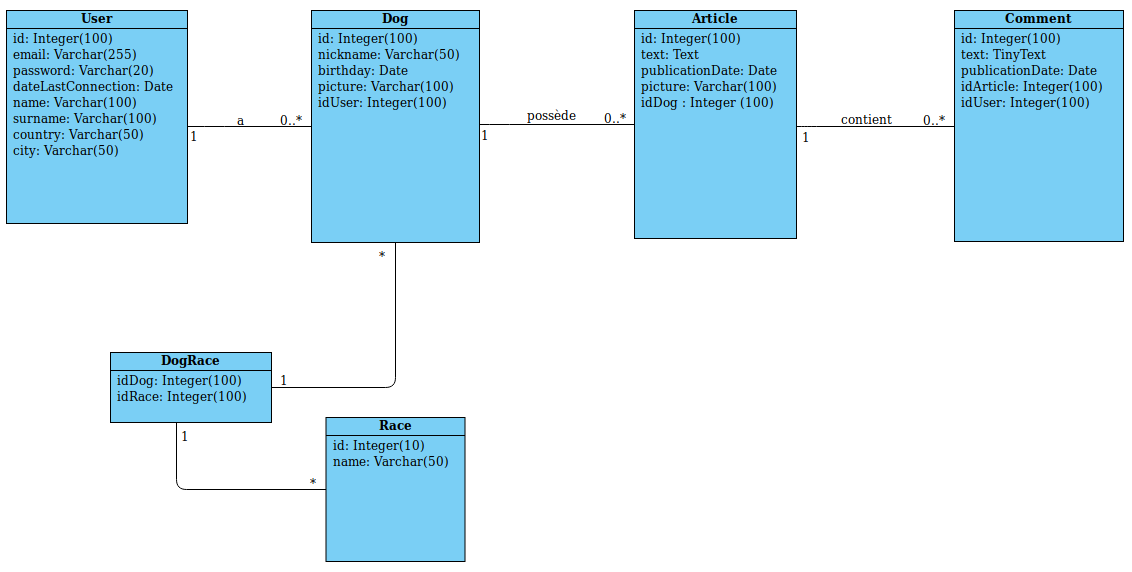 User
id: Integer(100)
email: Varchar(255)
password: Varchar(20)
dateLastConnection: Date
name: Varchar(100)
surname: Varchar(100)
country: Varchar(50)
city: Varchar(50)
1
a
0..*
Dog
id: Integer(100)
nickname: Varchar(50)
birthday: Date
picture: Varchar(100)
idUser: Integer(100)
1
possède
0..*
Article
id: Integer(100)
text: Text
publicationDate: Date
picture: Varchar(100)
idDog : Integer (100)
1
contient
0..*
Comment
id: Integer(100)
text: TinyText
publicationDate: Date
idArticle: Integer(100)
idUser: Integer(100)
*
DogRace
idDog: Integer(100)
idRace: Integer(100)
1
1
*
Race
id: Integer(10)
name: Varchar(50)